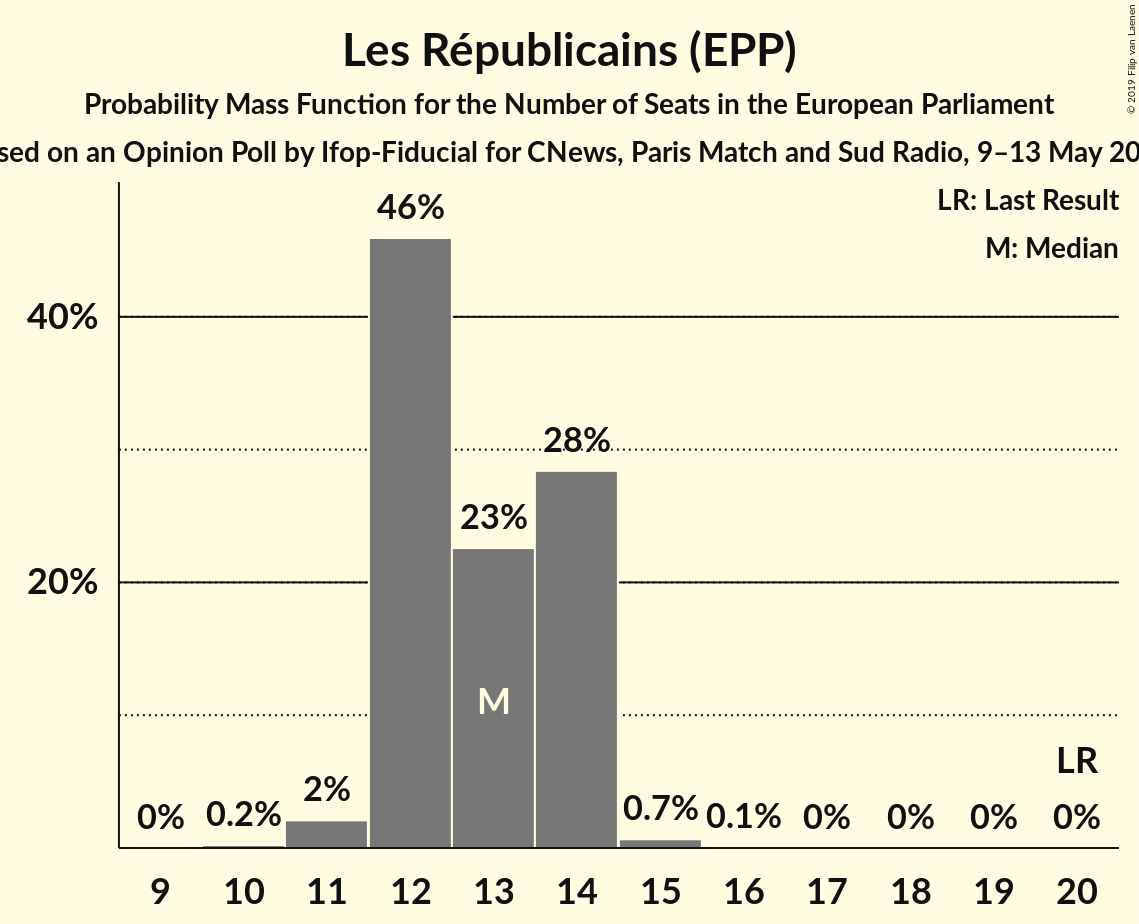 Les Républicains (EPP)
Probability Mass Function for the Number of Seats in the European Parliament
on an Opinion Poll by Ifop-Fiducial for CNews, Paris Match and Sud Radio, 9–13 May
© 2019 Filip van Laenen
LR: Last Result
M: Median
46%
40%
28%
23%
20%
M
LR
2%
0% 0.2% 0.7% 0.1% 0% 0% 0% 0%
9 10 11 12 13 14 15 16 17 18 19 20